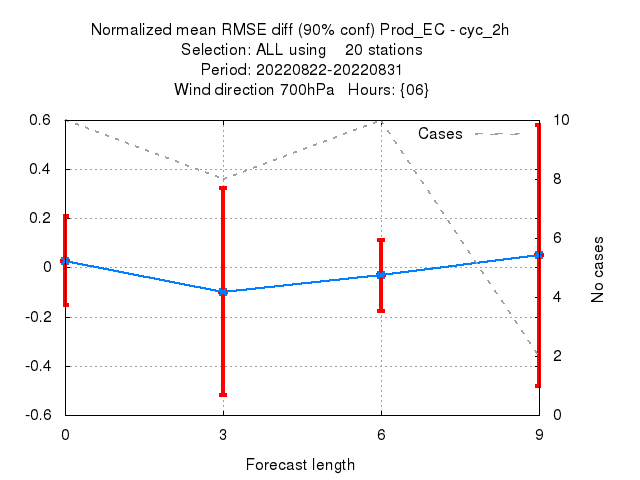 Normalized mean RMSE diff (90% conf) Prod_EC - cyc_2h
Selection: ALL using    20 stations
Period: 20220822-20220831
Wind direction 700hPa   Hours: {06}
Cases
0.6
0.4
0.2
0
-0.2
-0.4
-0.6
10
8
6
4
2
0
No cases
0 3 6 9
Forecast length